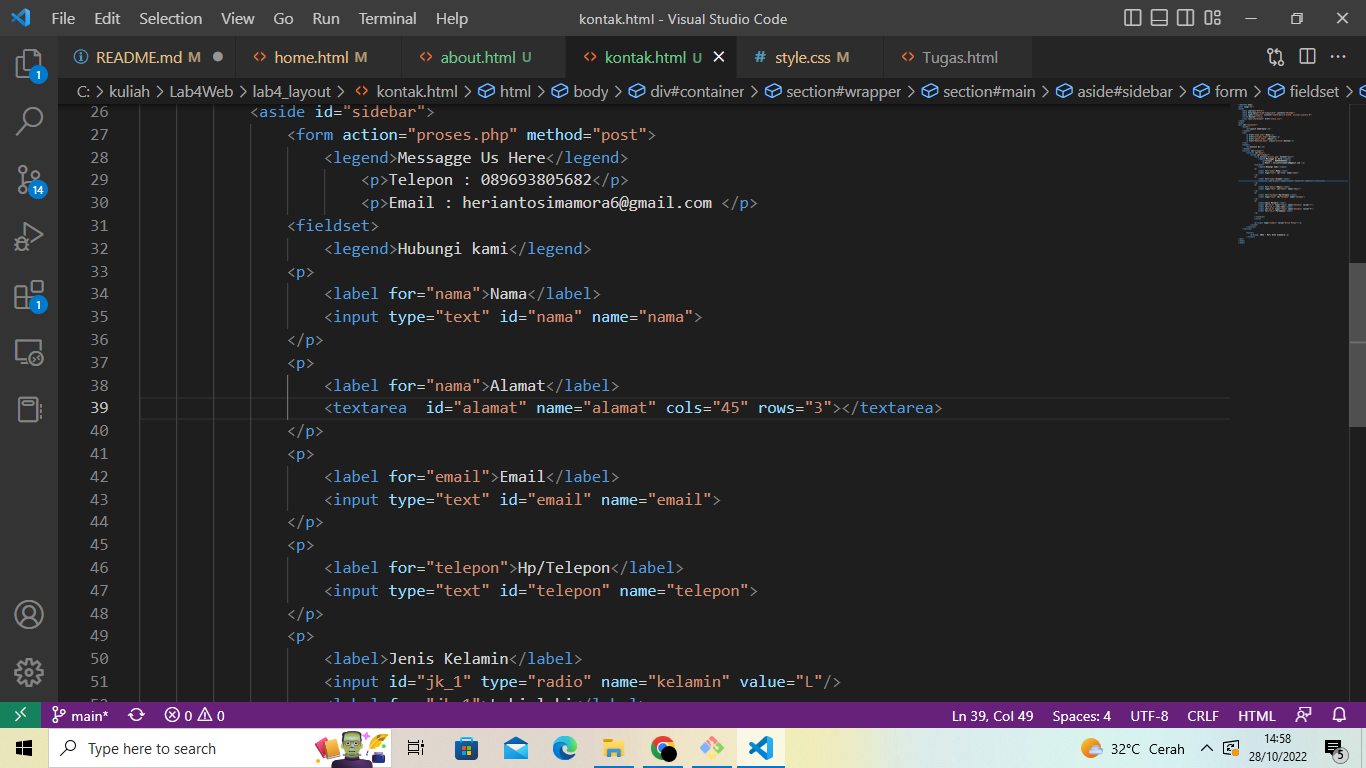 File Edit Selection View Go Run Terminal Help kontak.html - Visual Studio Code
README.md M home.html M about.html U kontak.html U style.css M Tugas.html
C: > kuliah > Lab4Web > lab4_layout > kontak.html > html > body > div#container > section#wrapper > section#main > aside#sidebar > form > fieldset >
26 <aside id="sidebar">
27 <form action="proses.php" method="post">
28 <legend>Messagge Us Here</legend>
29 <p>Telepon : 089693805682</p>
30 <p>Email : heriantosimamora6@gmail.com </p>
31 <fieldset>
32 <legend>Hubungi kami</legend>
33 <p>
34 <label for="nama">Nama</label>
35 <input type="text" id="nama" name="nama">
36 </p>
37 <p>
38 <label for="nama">Alamat</label>
39 <textarea  id="alamat" name="alamat" cols="45" rows="3"></textarea>
40 </p>
41 <p>
42 <label for="email">Email</label>
43 <input type="text" id="email" name="email">
44 </p>
45 <p>
46 <label for="telepon">Hp/Telepon</label>
47 <input type="text" id="telepon" name="telepon">
48 </p>
49 <p>
50 <label>Jenis Kelamin</label>
51 <input id="jk_1" type="radio" name="kelamin" value="L"/>
1
14
1
main* 0 0 Ln 39, Col 49 Spaces: 4 UTF-8 CRLF HTML
Type here to search 32°C Cerah 14:58
28/10/2022 5